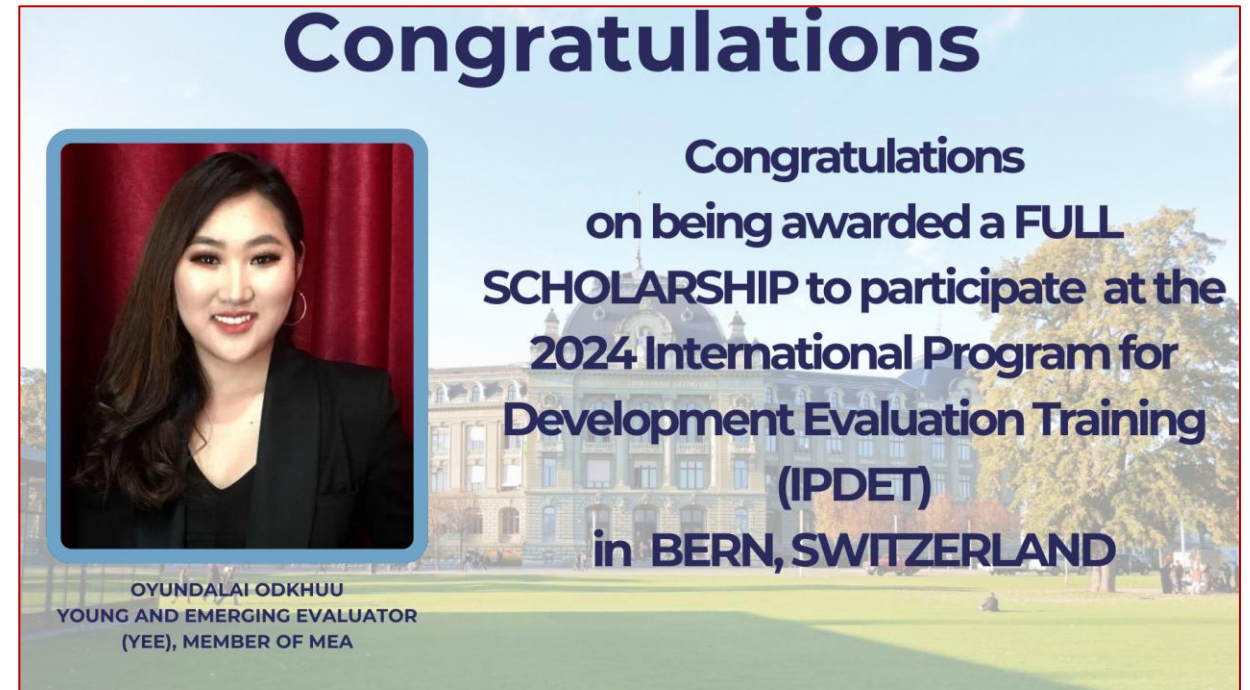 Congratulations
Congratulations
on being awarded a FULL
SCHOLARSHIP to participate at the
2024 International Program for
Development Evaluation Training
(IPDET)
in BERN, SWITZERLAND
OYUNDALAI ODKHUU
YOUNG AND EMERGING EVALUATOR
(YEE), MEMBER OF MEA